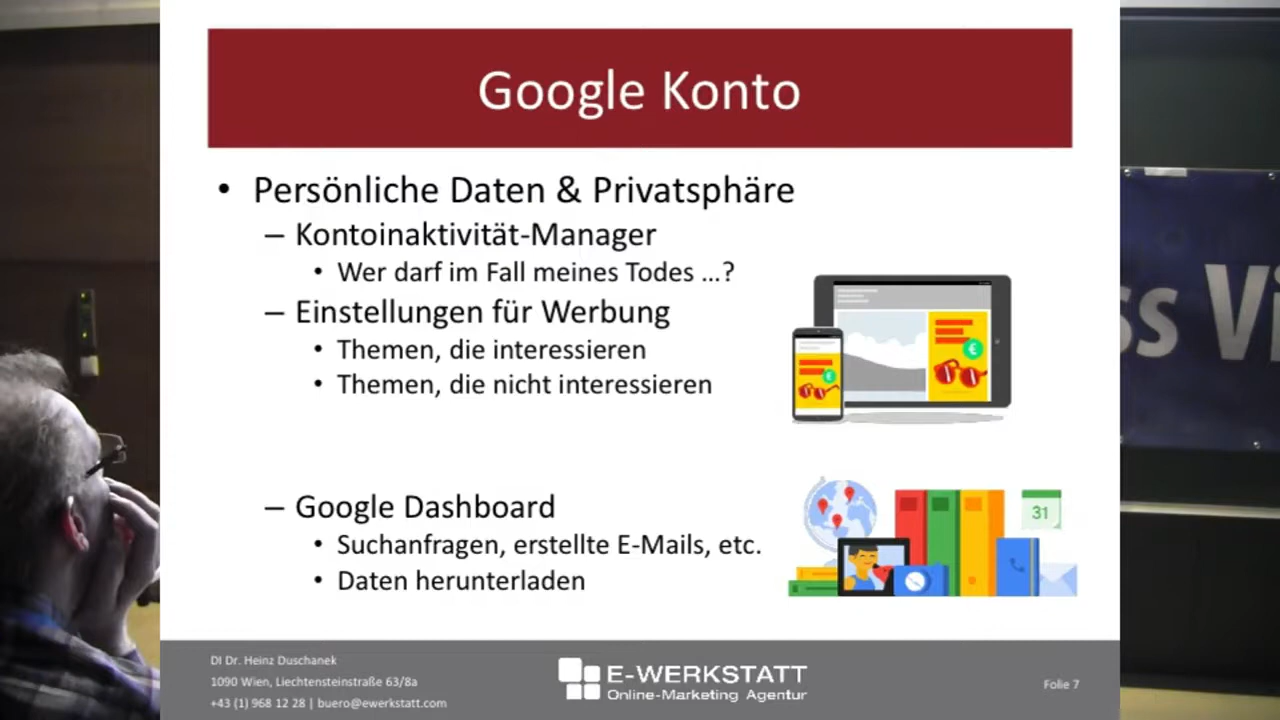 Google Konto
• Persönliche Daten & Privatsphäre
– Kontoinaktivität-Manager
• Wer darf im Fall meines Todes …?
– Einstellungen für Werbung
• Themen, die interessieren
• Themen, die nicht interessieren
– Google Dashboard
• Suchanfragen, erstellte E-Mails, etc.
• Daten herunterladen
31
DI Dr. Heinz Duschanek
1090 Wien, Liechtensteinstraße 63/8a
+43 (1) 968 12 28 | buero@ewerkstatt.com
E-WERKSTATT
Online-Marketing Agentur
Folie 7
ss Vi